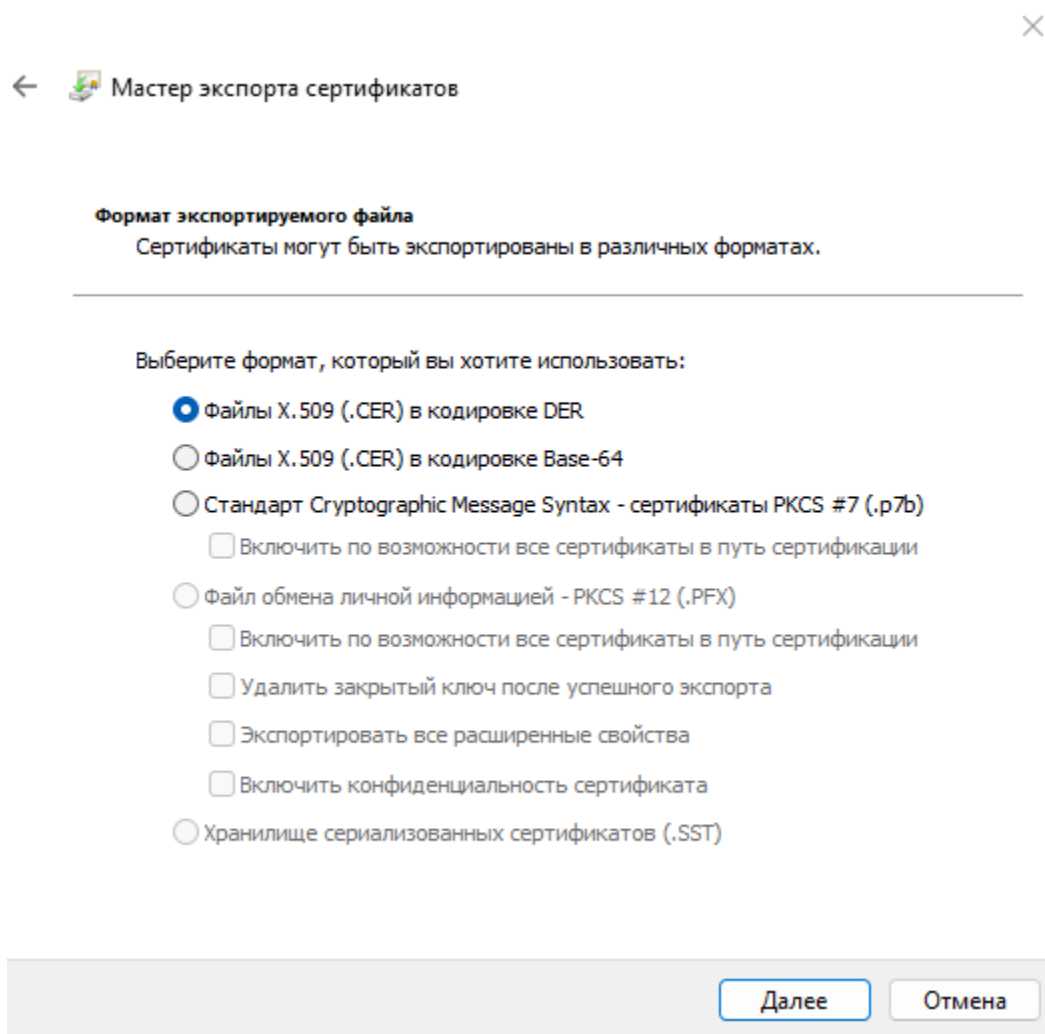 Мастер экспорта сертификатов
Формат экспортируемого файла
Сертификаты могут быть экспортированы в различных форматах.
Выберите формат, который вы хотите использовать:
Файлы X.509 (.CER) в кодировке DER
Файлы X.509 (.CER) в кодировке Base-64
Стандарт Cryptographic Message Syntax - сертификаты PKCS #7 (.p7b)
Включить по возможности все сертификаты в путь сертификации
Файл обмена личной информацией - PKCS #12 (.PFX)
Включить по возможности все сертификаты в путь сертификации
Удалить закрытый ключ после успешного экспорта
Экспортировать все расширенные свойства
Включить конфиденциальность сертификата
Хранилище сериализованных сертификатов (.SST)
Далее
Отмена